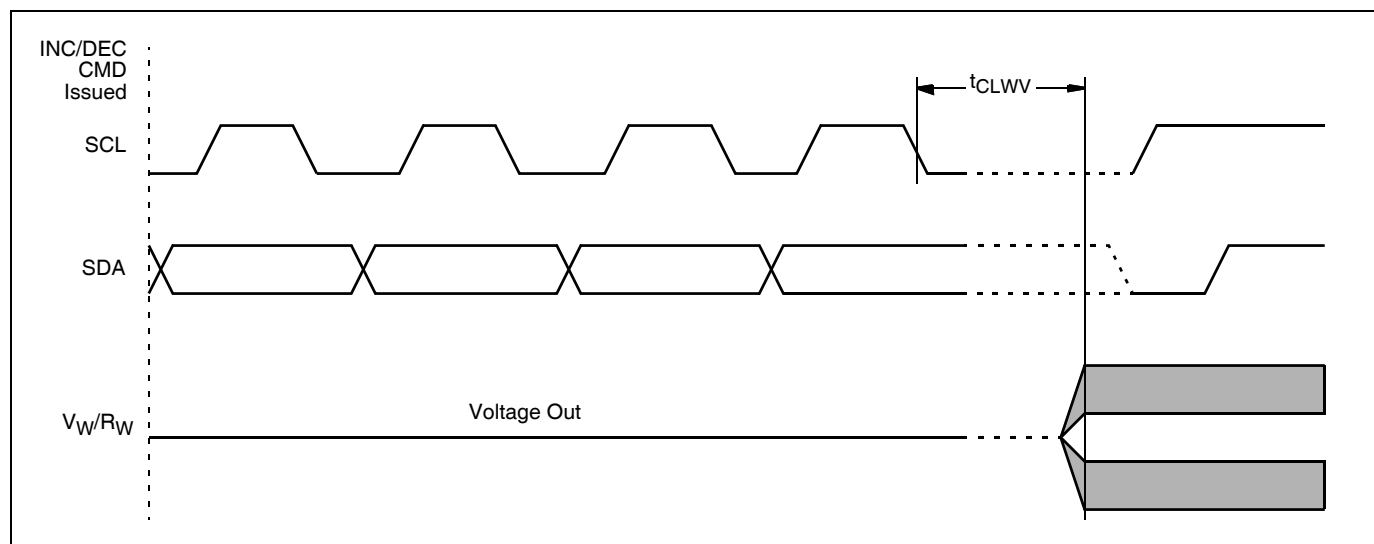 INC/DEC
CMD
Issued
tCLWV
SCL
SDA
Voltage Out
VW/RW